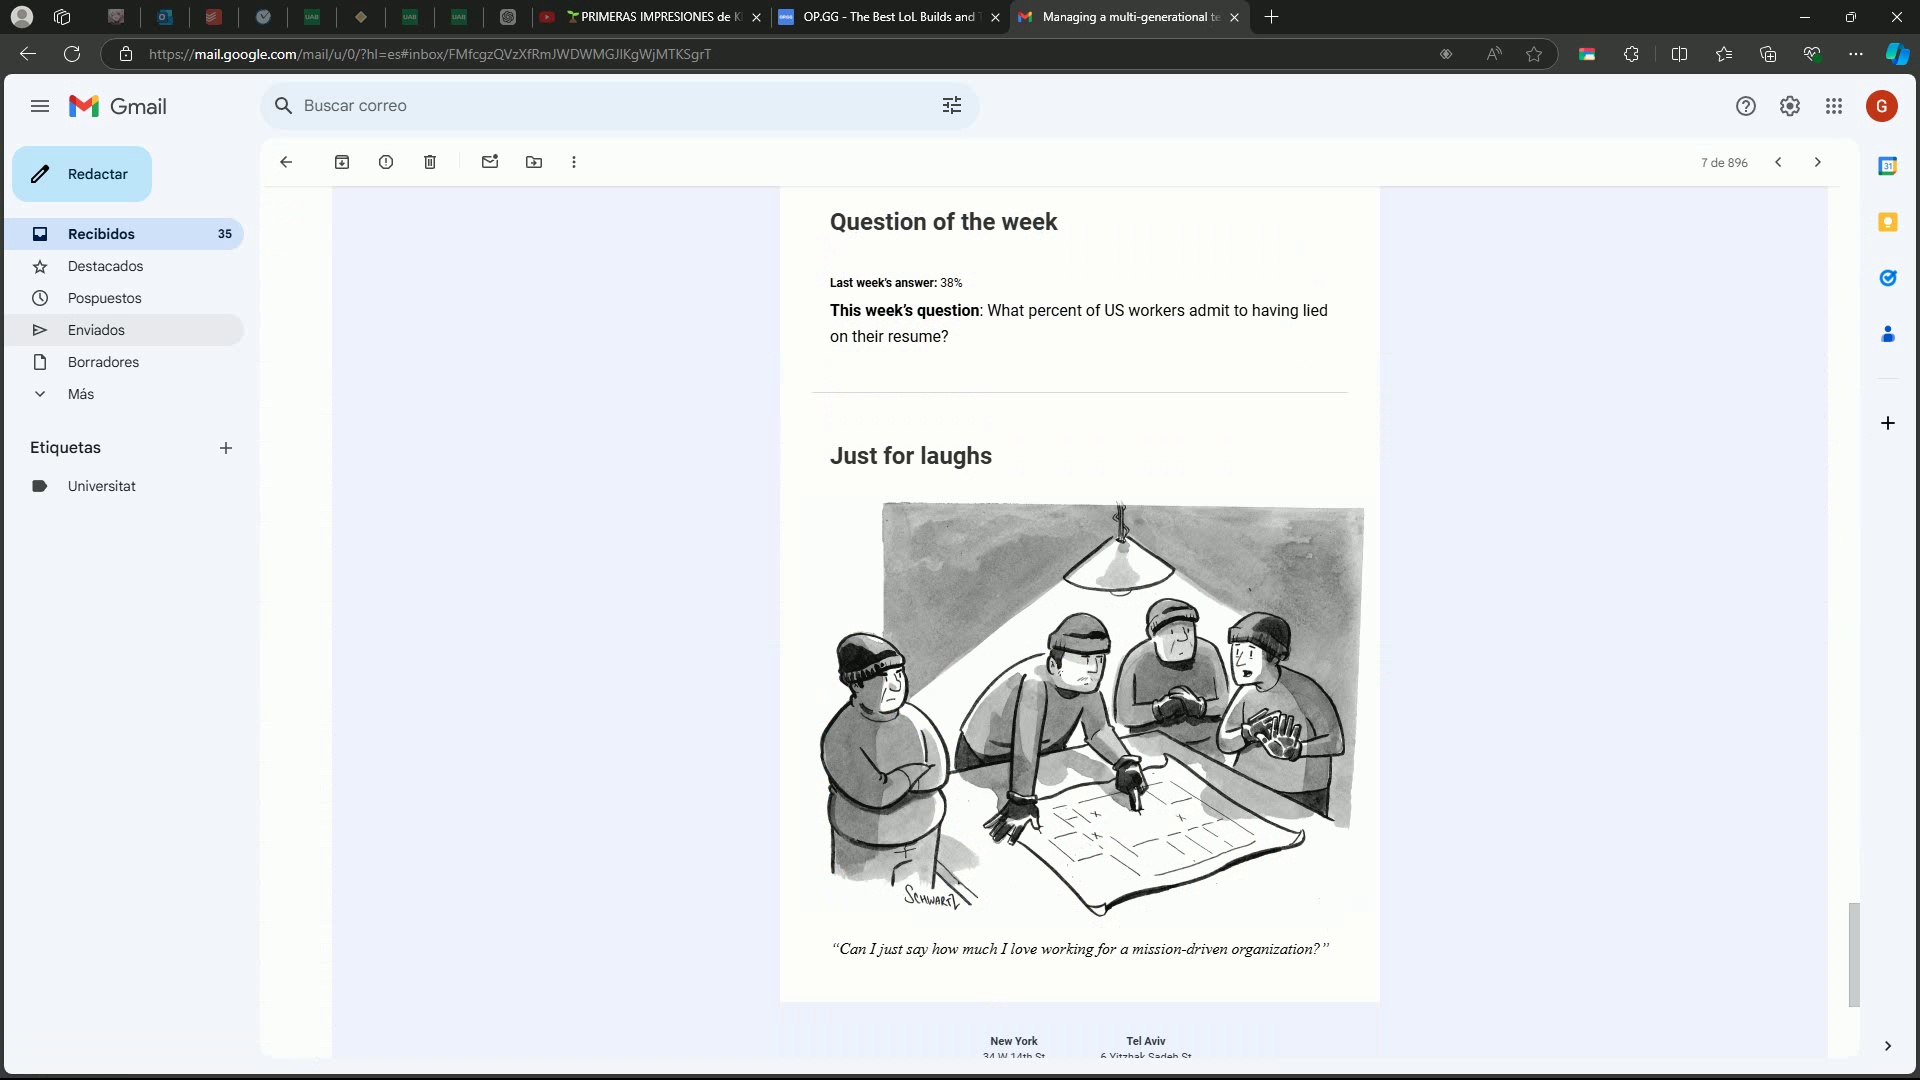 PRIMERAS IMPRESIONES de K
OP.GG - The Best LoL Builds and T
Managing a multi-generational te
https://mail.google.com/mail/u/0/?hl=es#inbox/FMfcgzQVzXfRmJWDWMGJlKgWjMTKSgrT
Gmail
Buscar correo
G
Redactar
7 de 896
Recibidos 35
Destacados
Pospuestos
Enviados
Borradores
Más
Etiquetas
Universitat
Question of the week
Last week's answer: 38%
This week’s question: What percent of US workers admit to having lied
on their resume?
Just for laughs
SCHWARTZ
“Can I just say how much I love working for a mission-driven organization?”
New York Tel Aviv
34 W 14th St 6 Yitzhak Sadeh St